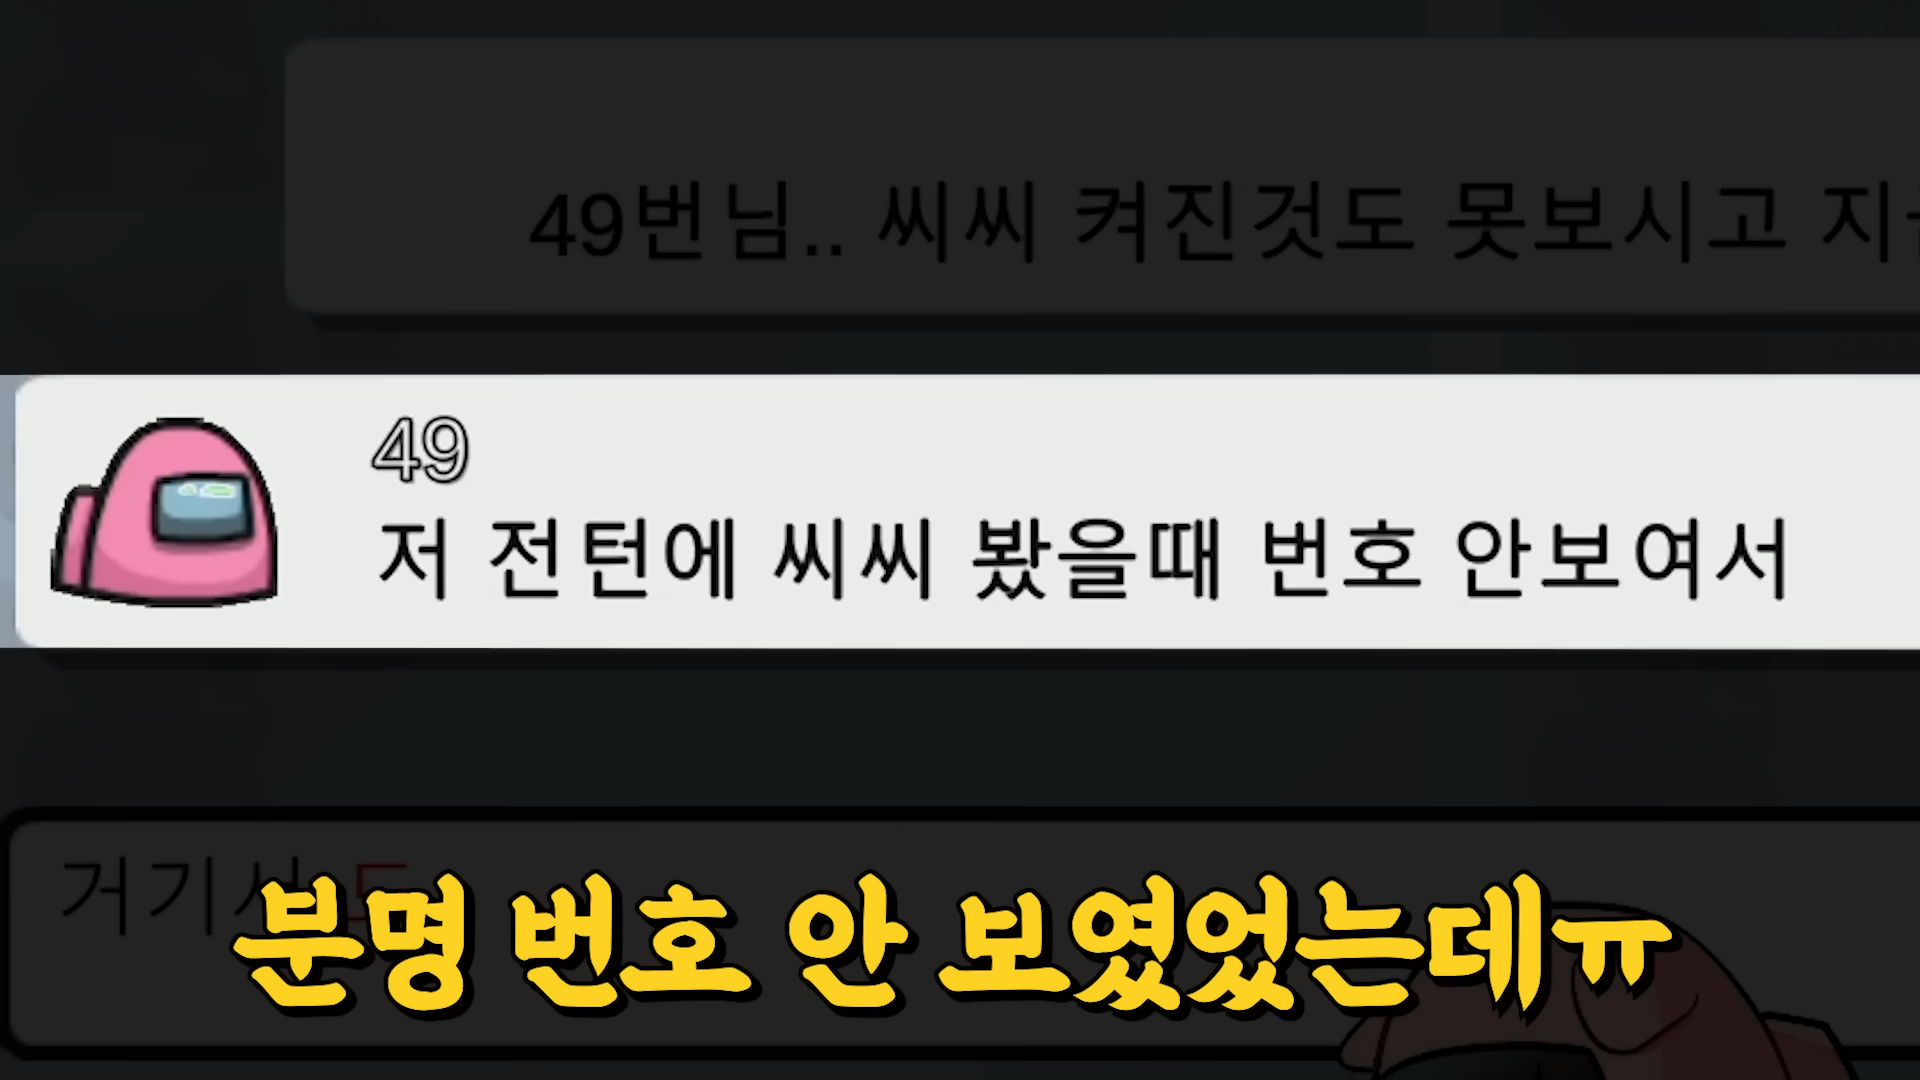 49번님.. 씨씨 켜진것도 못보시고
49
저 전턴에 씨씨 봤을때 번호 안보여서
거기서
분명 번호 안 보였었는데ㅠ